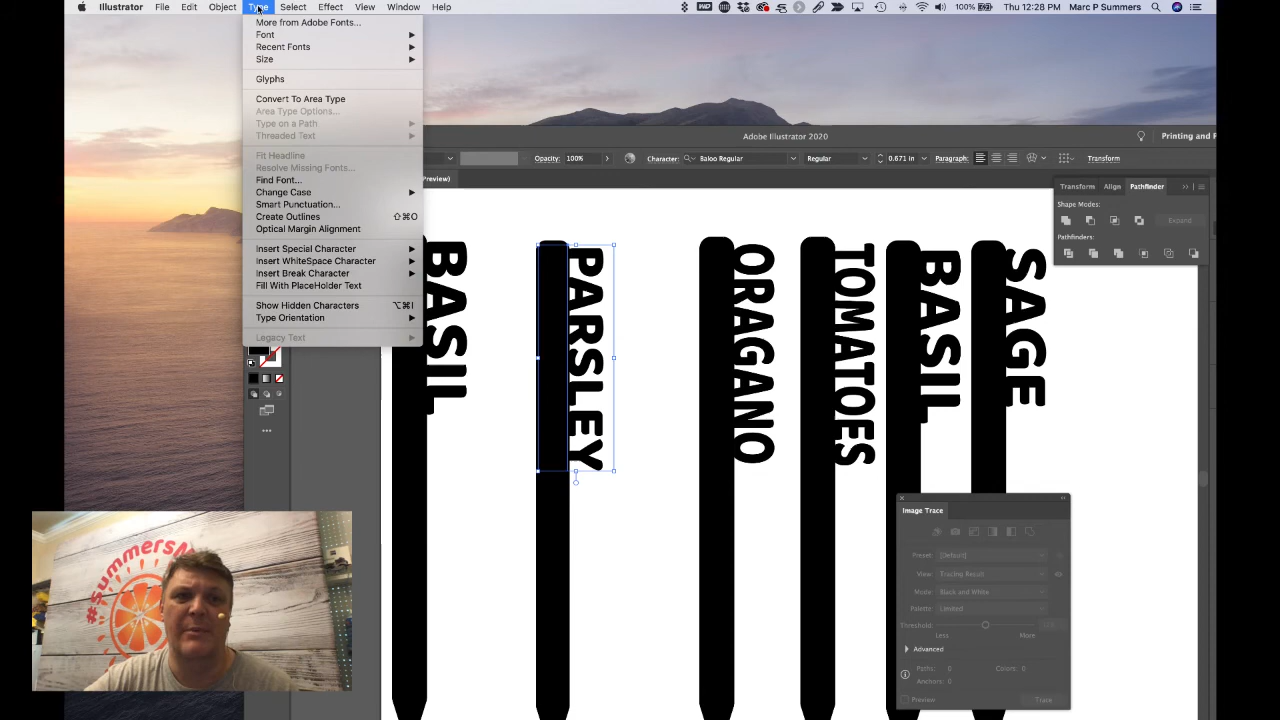 Illustrator File Edit Object Type Select Effect View Window Help
100% Thu 12:28 PM Marc P Summers
More from Adobe Fonts...
Font
Recent Fonts
Size
Glyphs
Convert To Area Type
Area Type Options...
Type on a Path
Threaded Text
Fit Headline
Resolve Missing Fonts...
Find Font...
Change Case
Smart Punctuation...
Create Outlines ⇧⌘O
Optical Margin Alignment
Insert Special Character
Insert WhiteSpace Character
Insert Break Character
Fill With PlaceHolder Text
Show Hidden Characters ⌥⌘I
Type Orientation
Legacy Text
Adobe Illustrator 2020
Printing and P
Opacity: 100% Character: Baloo Regular Regular 0.671 in Paragraph: Transform
Preview)
Transform Align Pathfinder
Shape Modes:
Expand
Pathfinders:
BASIL
PARSLEY
ORAGANO
TOMATOES
BASIL
SAGE
Image Trace
Preset: [Default]
View: Tracing Result
Mode: Black and White
Palette: Limited
Threshold:
Less More
Advanced
Paths: 0 Colors: 0
Anchors: 0
Preview Trace
#summers